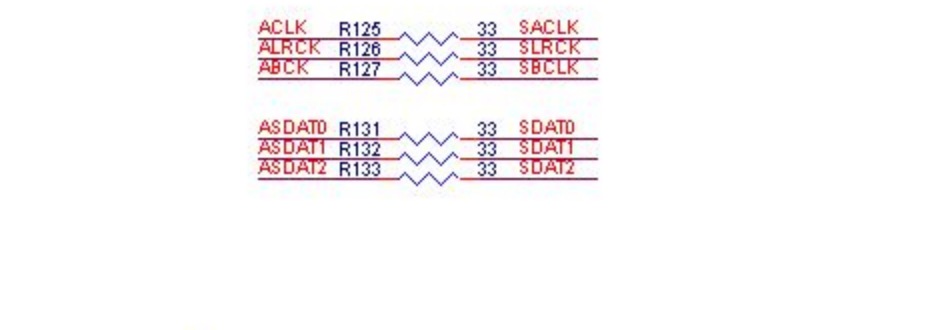 ACLK R125 33 SACLK
ALRCK R126 33 SLRCK
ABCK R127 33 SBCLK
ASDAT0 R131 33 SDAT0
ASDAT1 R132 33 SDAT1
ASDAT2 R133 33 SDAT2